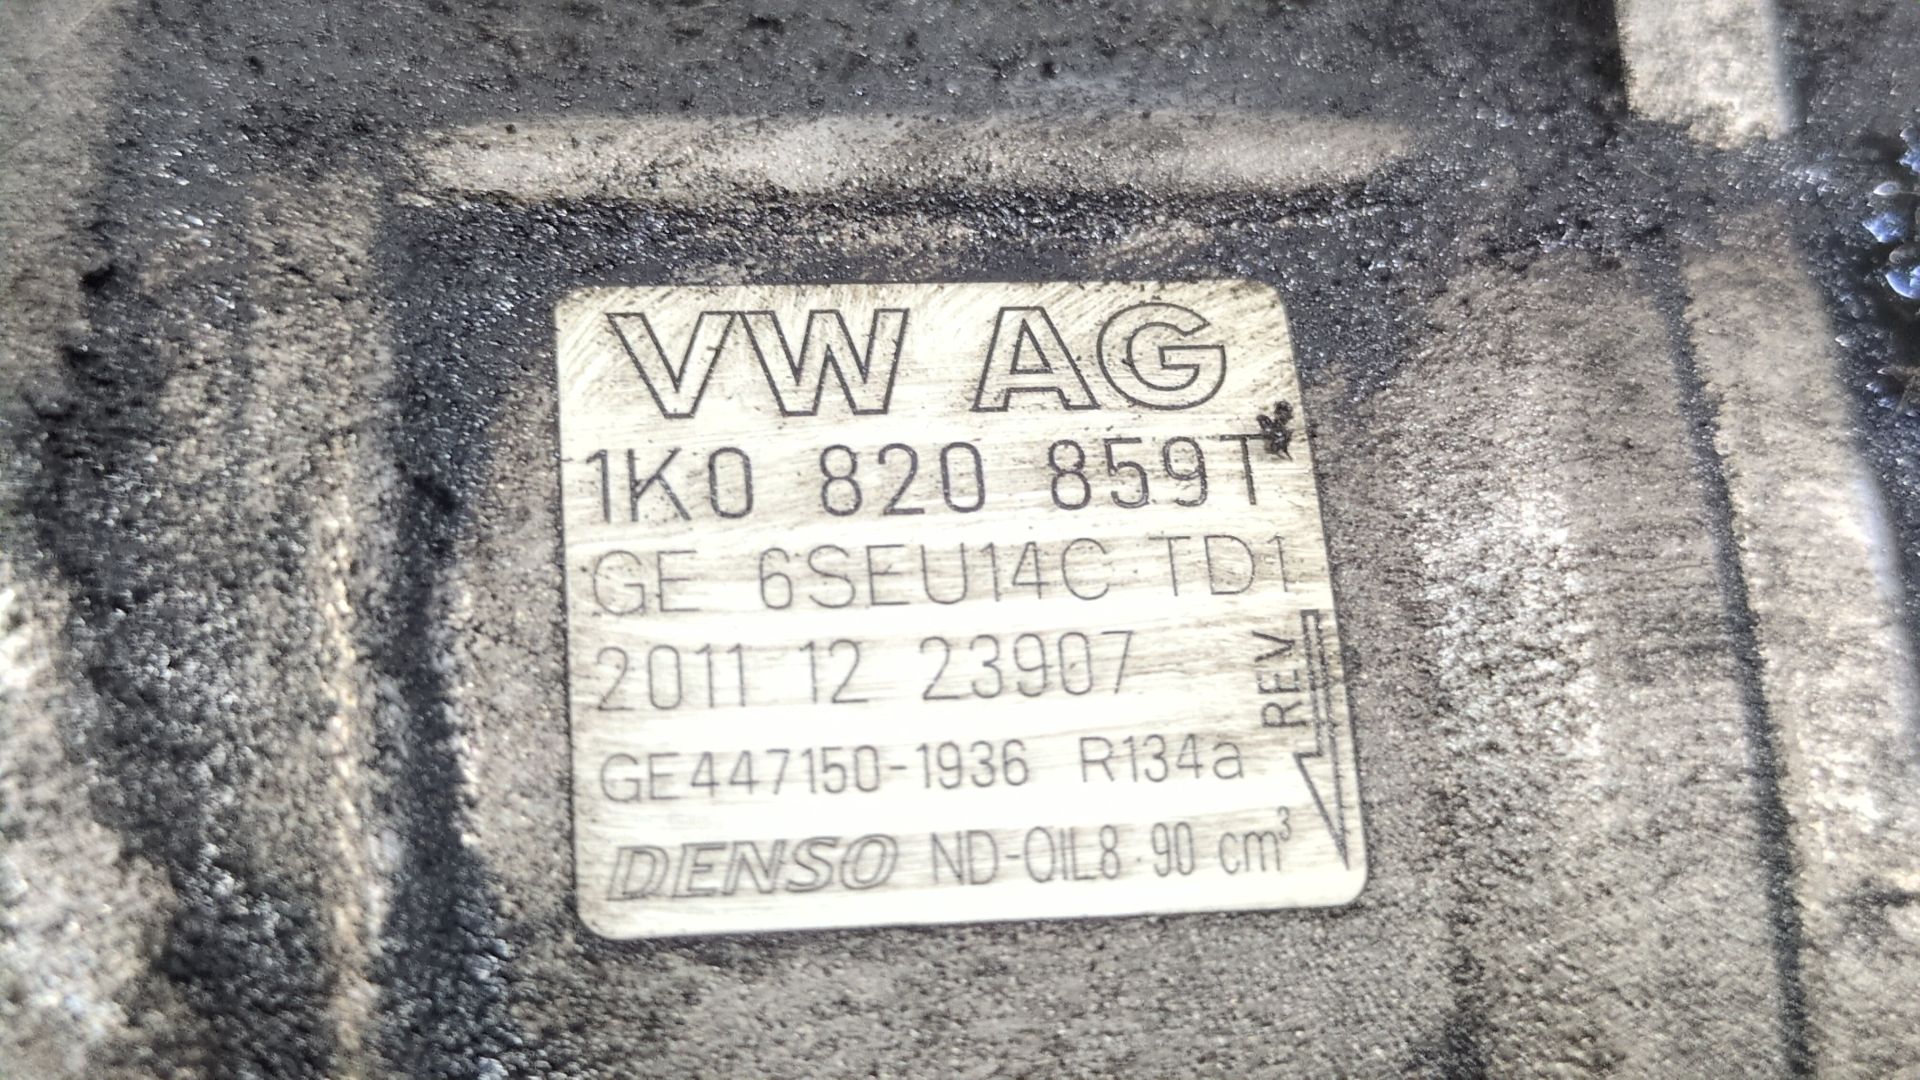 VW AG
1K0 820 859T
GE 6SEU14C TD1
2011 12 23907
REV
GE447150-1936 R134a
DENSO ND-OIL8 90 cm³